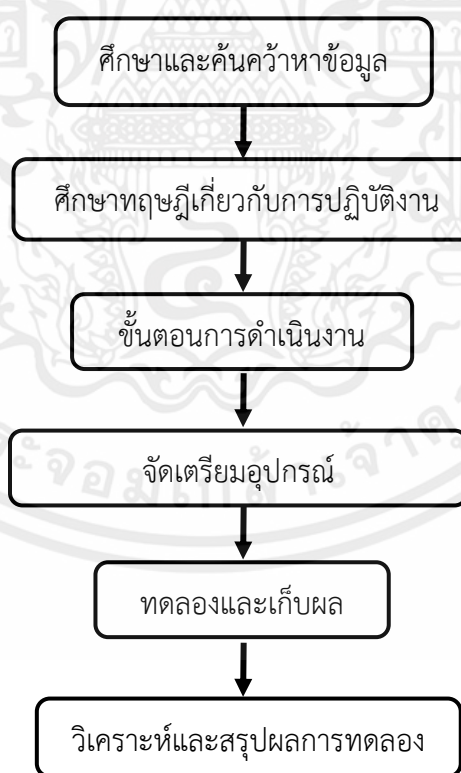 ศึกษาและค้นคว้าหาข้อมูล
ศึกษาทฤษฎีเกี่ยวกับการปฏิบัติงาน
ขั้นตอนการดำเนินงาน
จัดเตรียมอุปกรณ์
ทดลองและเก็บผล
วิเคราะห์และสรุปผลการทดลอง